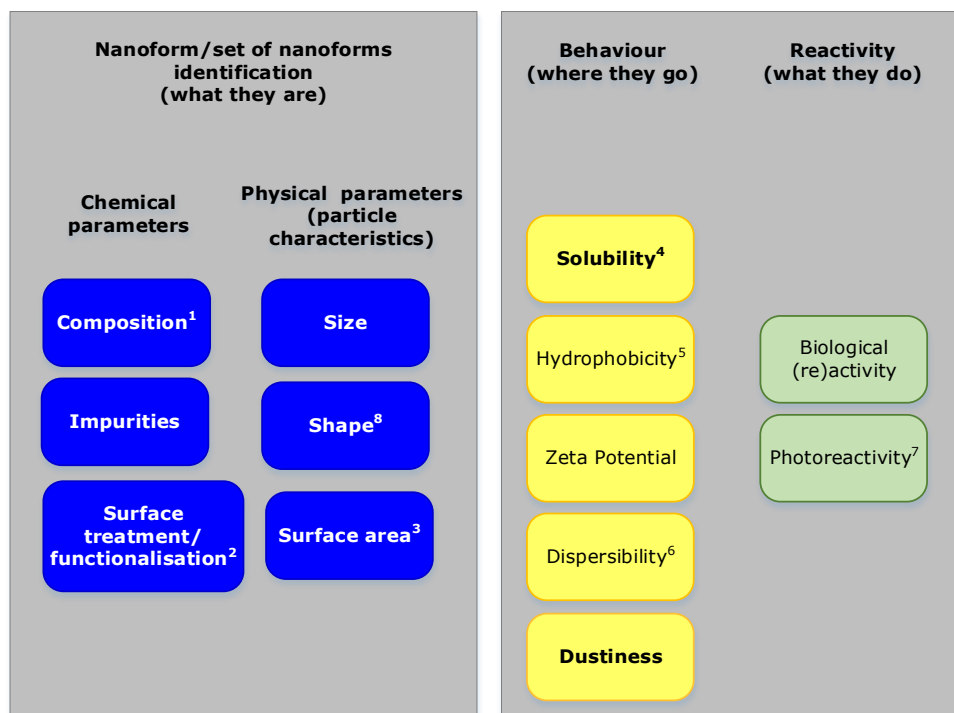 Nanoform/set of nanoforms
identification
(what they are)
Chemical
parameters
Physical parameters
(particle
characteristics)
Composition¹
Size
Impurities
Shape⁸
Surface
treatment/
functionalisation²
Surface area³
Behaviour
(where they go)
Reactivity
(what they do)
Solubility⁴
Hydrophobicity⁵
Biological
(re)activity
Zeta Potential
Photoreactivity⁷
Dispersibility⁶
Dustiness